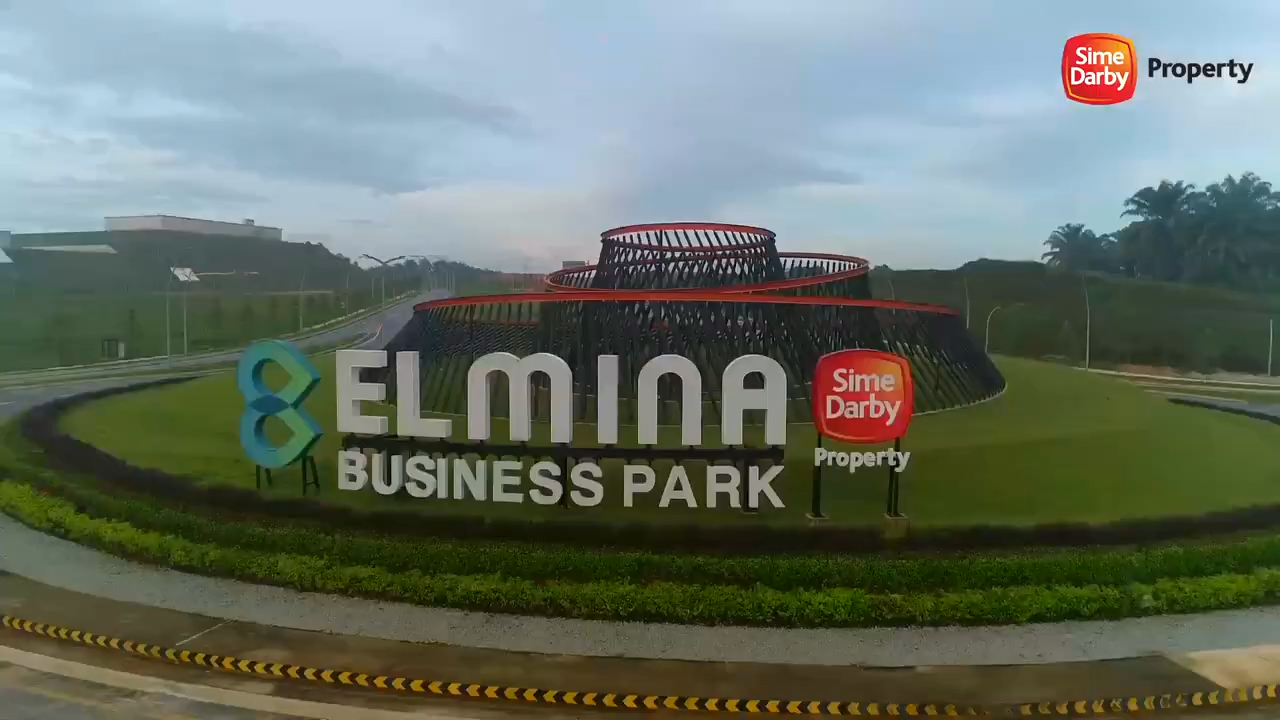 Sime
Darby
Property
ELMINA
BUSINESS PARK
Sime
Darby
Property